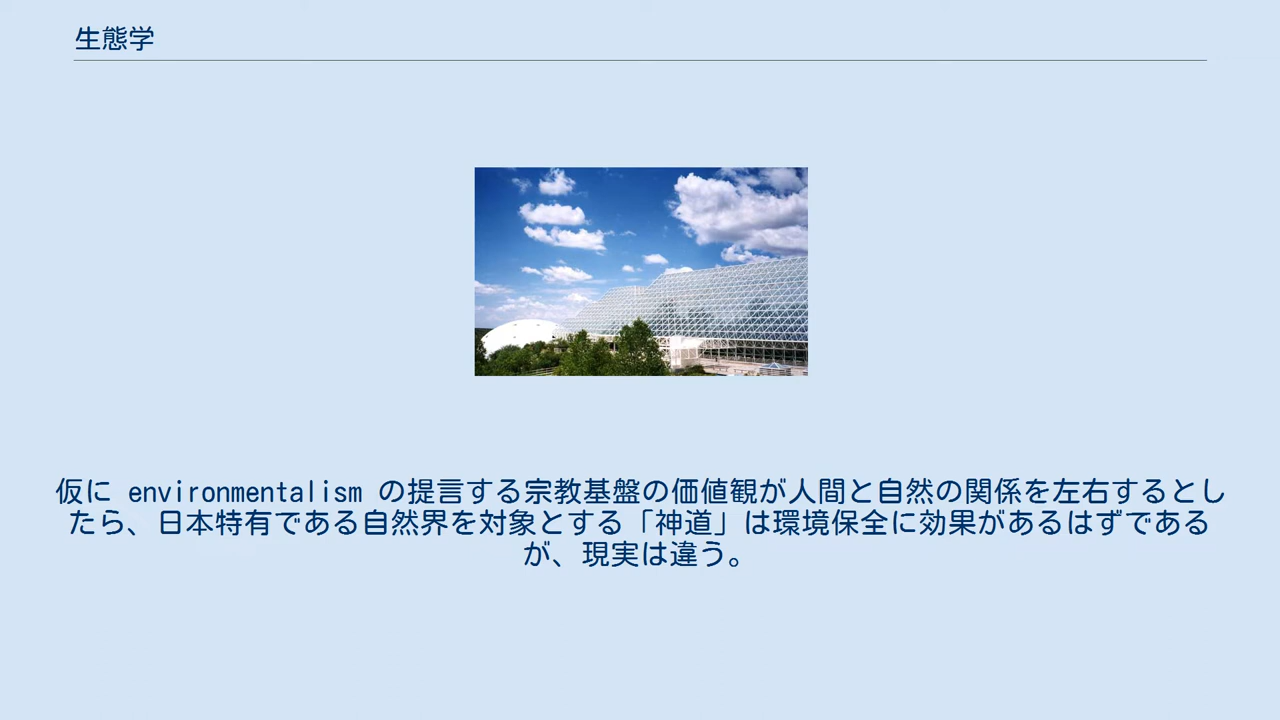 生態学
仮に environmentalism の提言する宗教基盤の価値観が人間と自然の関係を左右するとし
たら、日本特有である自然界を対象とする「神道」は環境保全に効果があるはずである
が、現実は違う。